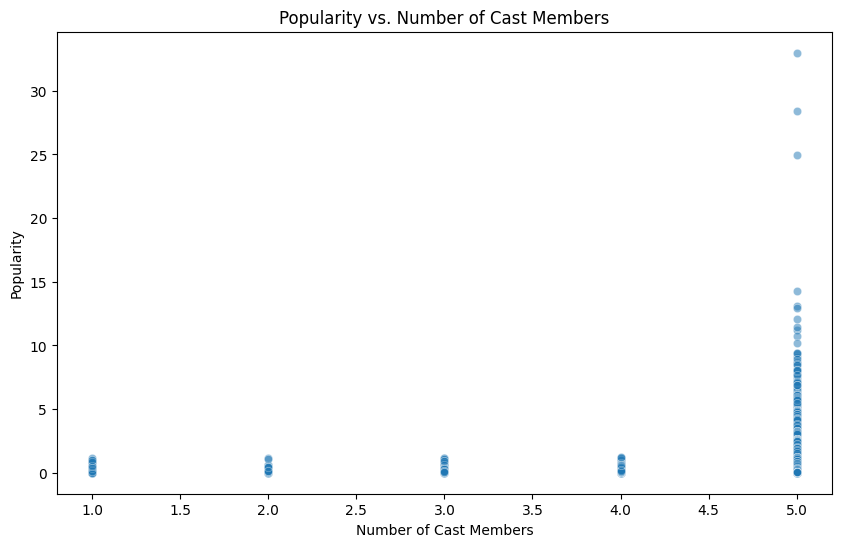 Popularity vs. Number of Cast Members
Popularity
30
25
20
15
10
5
0
1.0 1.5 2.0 2.5 3.0 3.5 4.0 4.5 5.0
Number of Cast Members